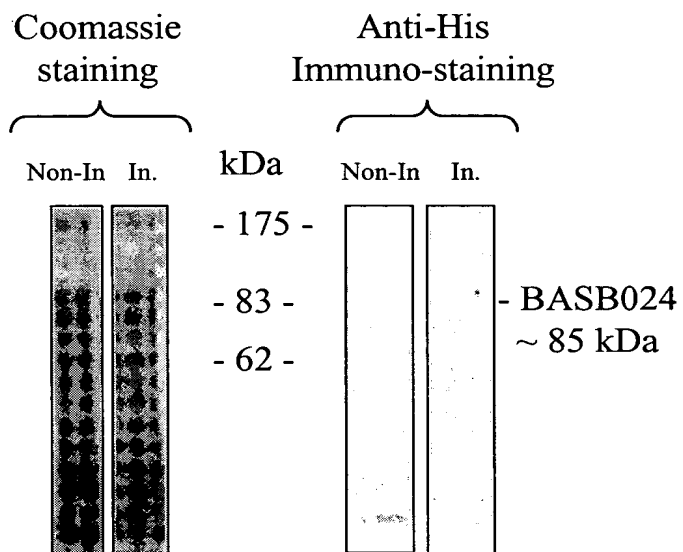 Coomassie
staining
Anti-His
Immuno-staining
Non-In In. kDa Non-In In.
- 175 -
- 83 -
- BASB024
~ 85 kDa
- 62 -